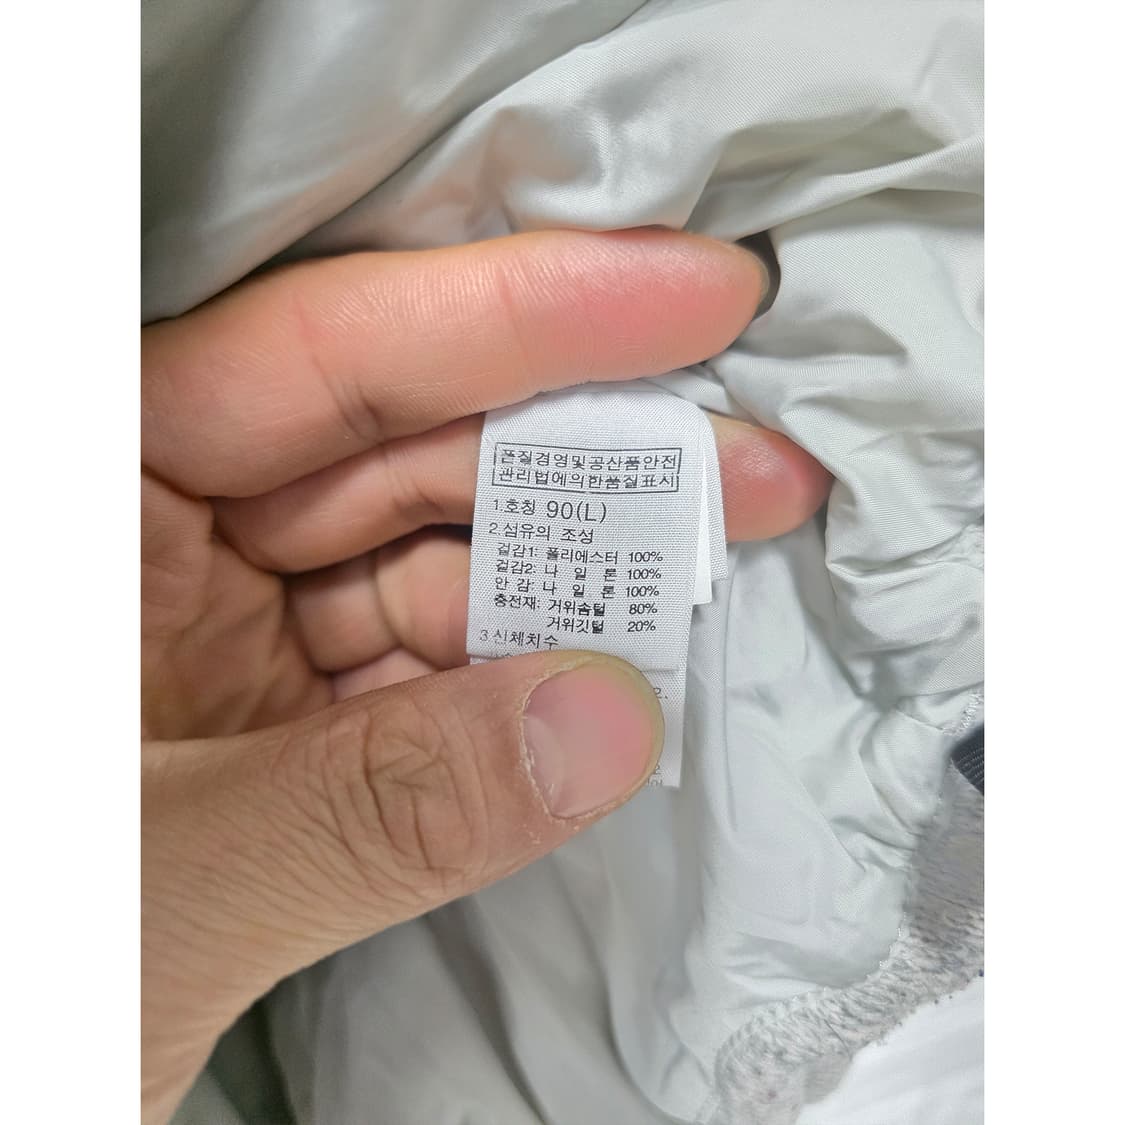 품질경영및공산품안전
관리법에의한품질표시
1.호칭 90(L)
2.섬유의 조성
겉감1: 폴리에스터 100%
겉감2: 나 일 론 100%
안 감: 나 일 론 100%
충전재: 거위솜털 80%
거위깃털 20%
3.신체치수
요.